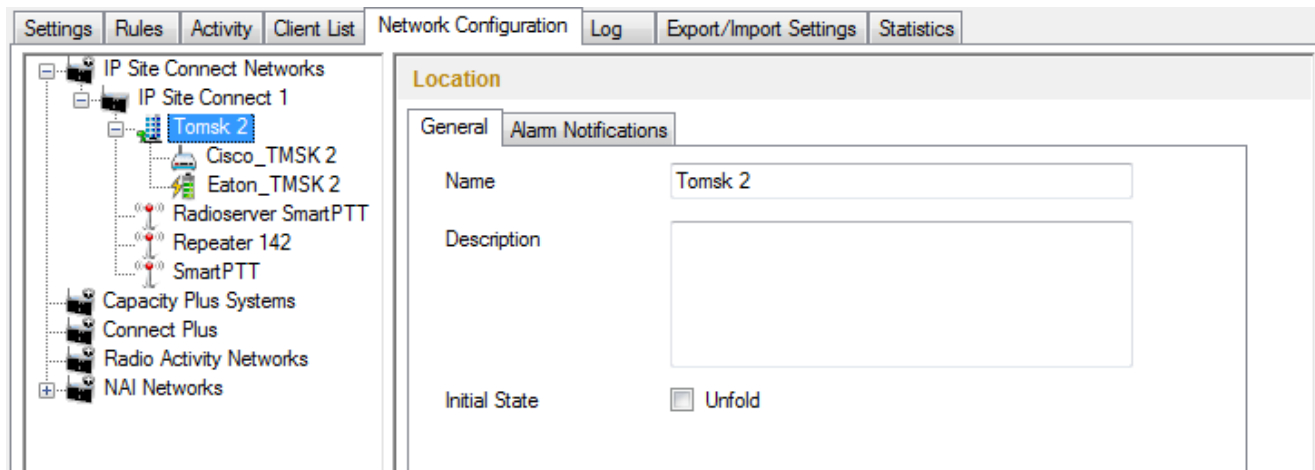 Settings Rules Activity Client List Network Configuration Log Export/Import Settings Statistics
IP Site Connect Networks
IP Site Connect 1
Tomsk 2
Cisco_TMSK 2
Eaton_TMSK 2
Radioserver SmartPTT
Repeater 142
SmartPTT
Capacity Plus Systems
Connect Plus
Radio Activity Networks
NAI Networks
Location
General Alarm Notifications
Name Tomsk 2
Description
Initial State Unfold